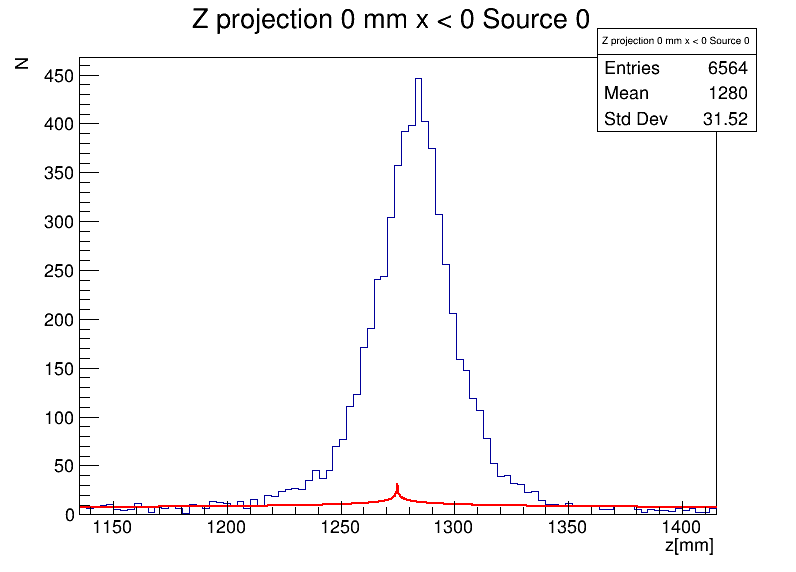 Z projection 0 mm x < 0 Source 0
Z projection 0 mm x < 0 Source 0
Entries 6564
Mean 1280
Std Dev 31.52
N
450
400
350
300
250
200
150
100
50
0
1150 1200 1250 1300 1350 1400
z[mm]